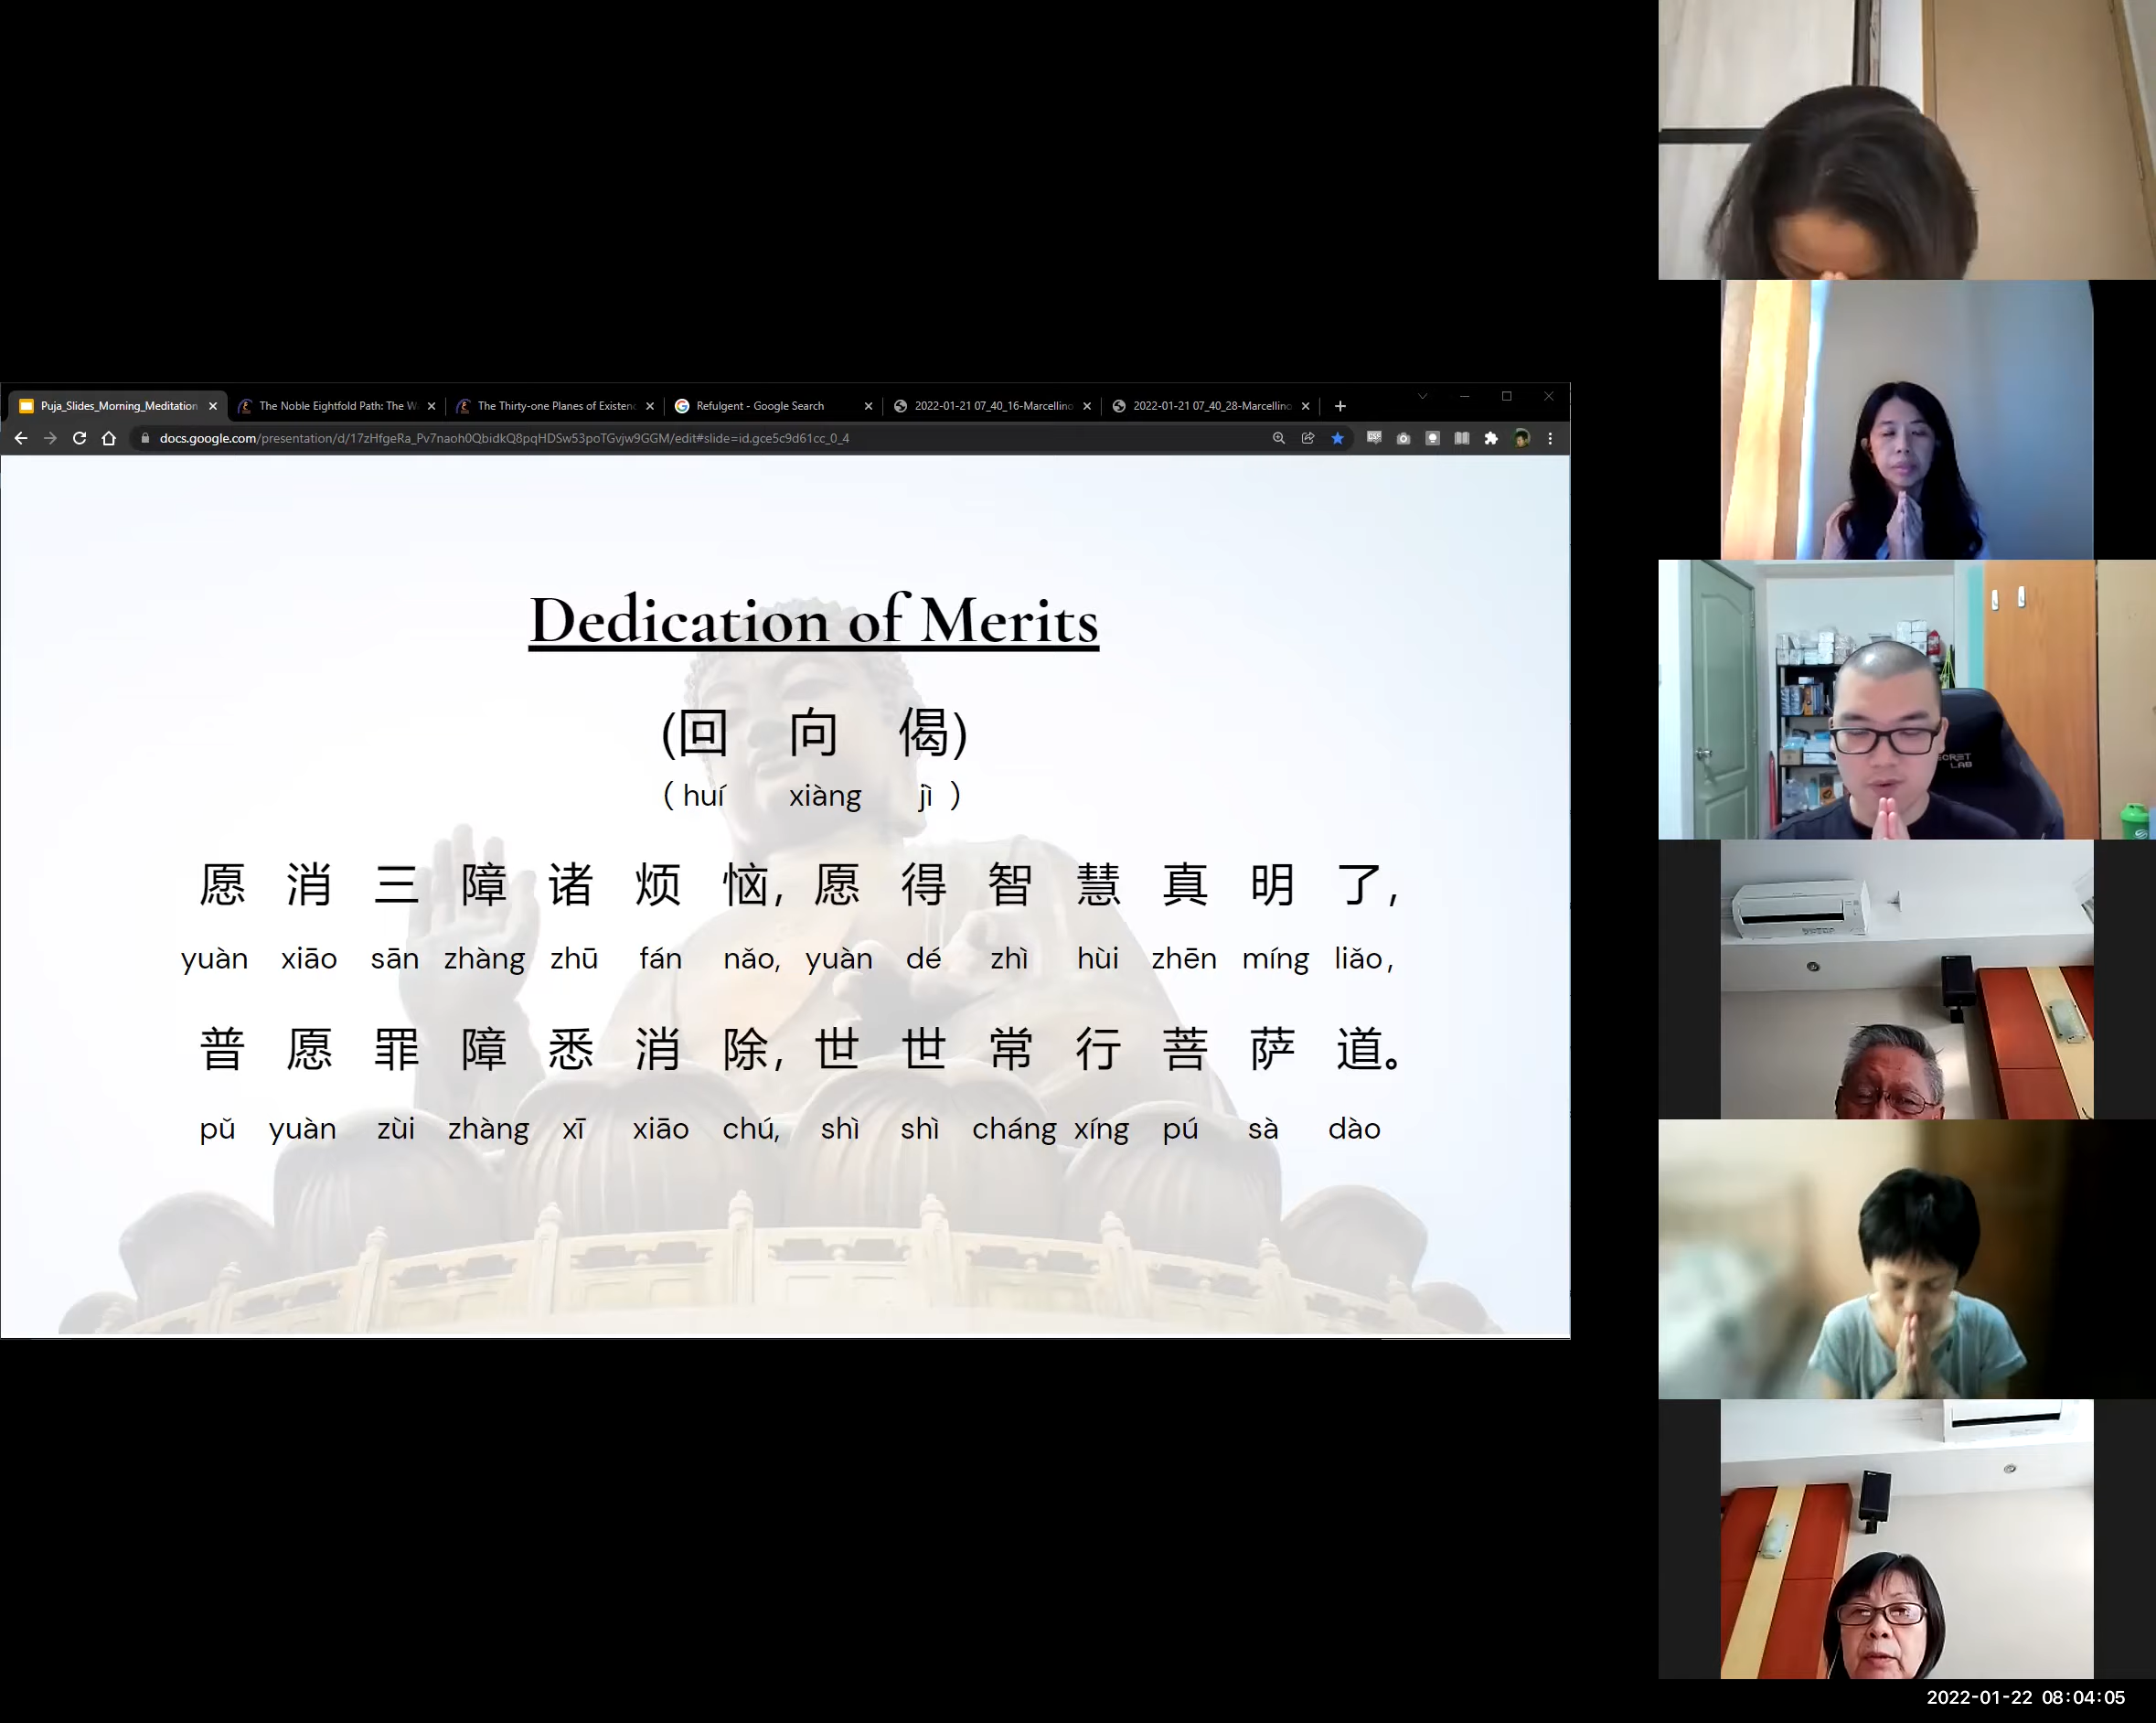 Puja_Slides_Morning_Meditation
The Noble Eightfold Path: The W
The Thirty-one Planes of Existenc
Refulgent - Google Search
2022-01-21 07_40_16-Marcellino
2022-01-21 07_40_28-Marcellino
docs.google.com/presentation/d/17zHfgeRa_Pv7naoh0QbidkQ8pqHDSw53poTGvjw9GGM/edit#slide=id.gce5c9d61cc_0_4
Dedication of Merits
(回 向 偈)
( huí xiàng jì )
愿 消 三 障 诸 烦 恼, 愿 得 智 慧 真 明 了,
yuàn xiāo sān zhàng zhū fán nǎo, yuàn dé zhì hùi zhēn míng liǎo,
普 愿 罪 障 悉 消 除, 世 世 常 行 菩 萨 道。
pǔ yuàn zùi zhàng xī xiāo chú, shì shì cháng xíng pú sà dào
2022-01-22 08:04:05